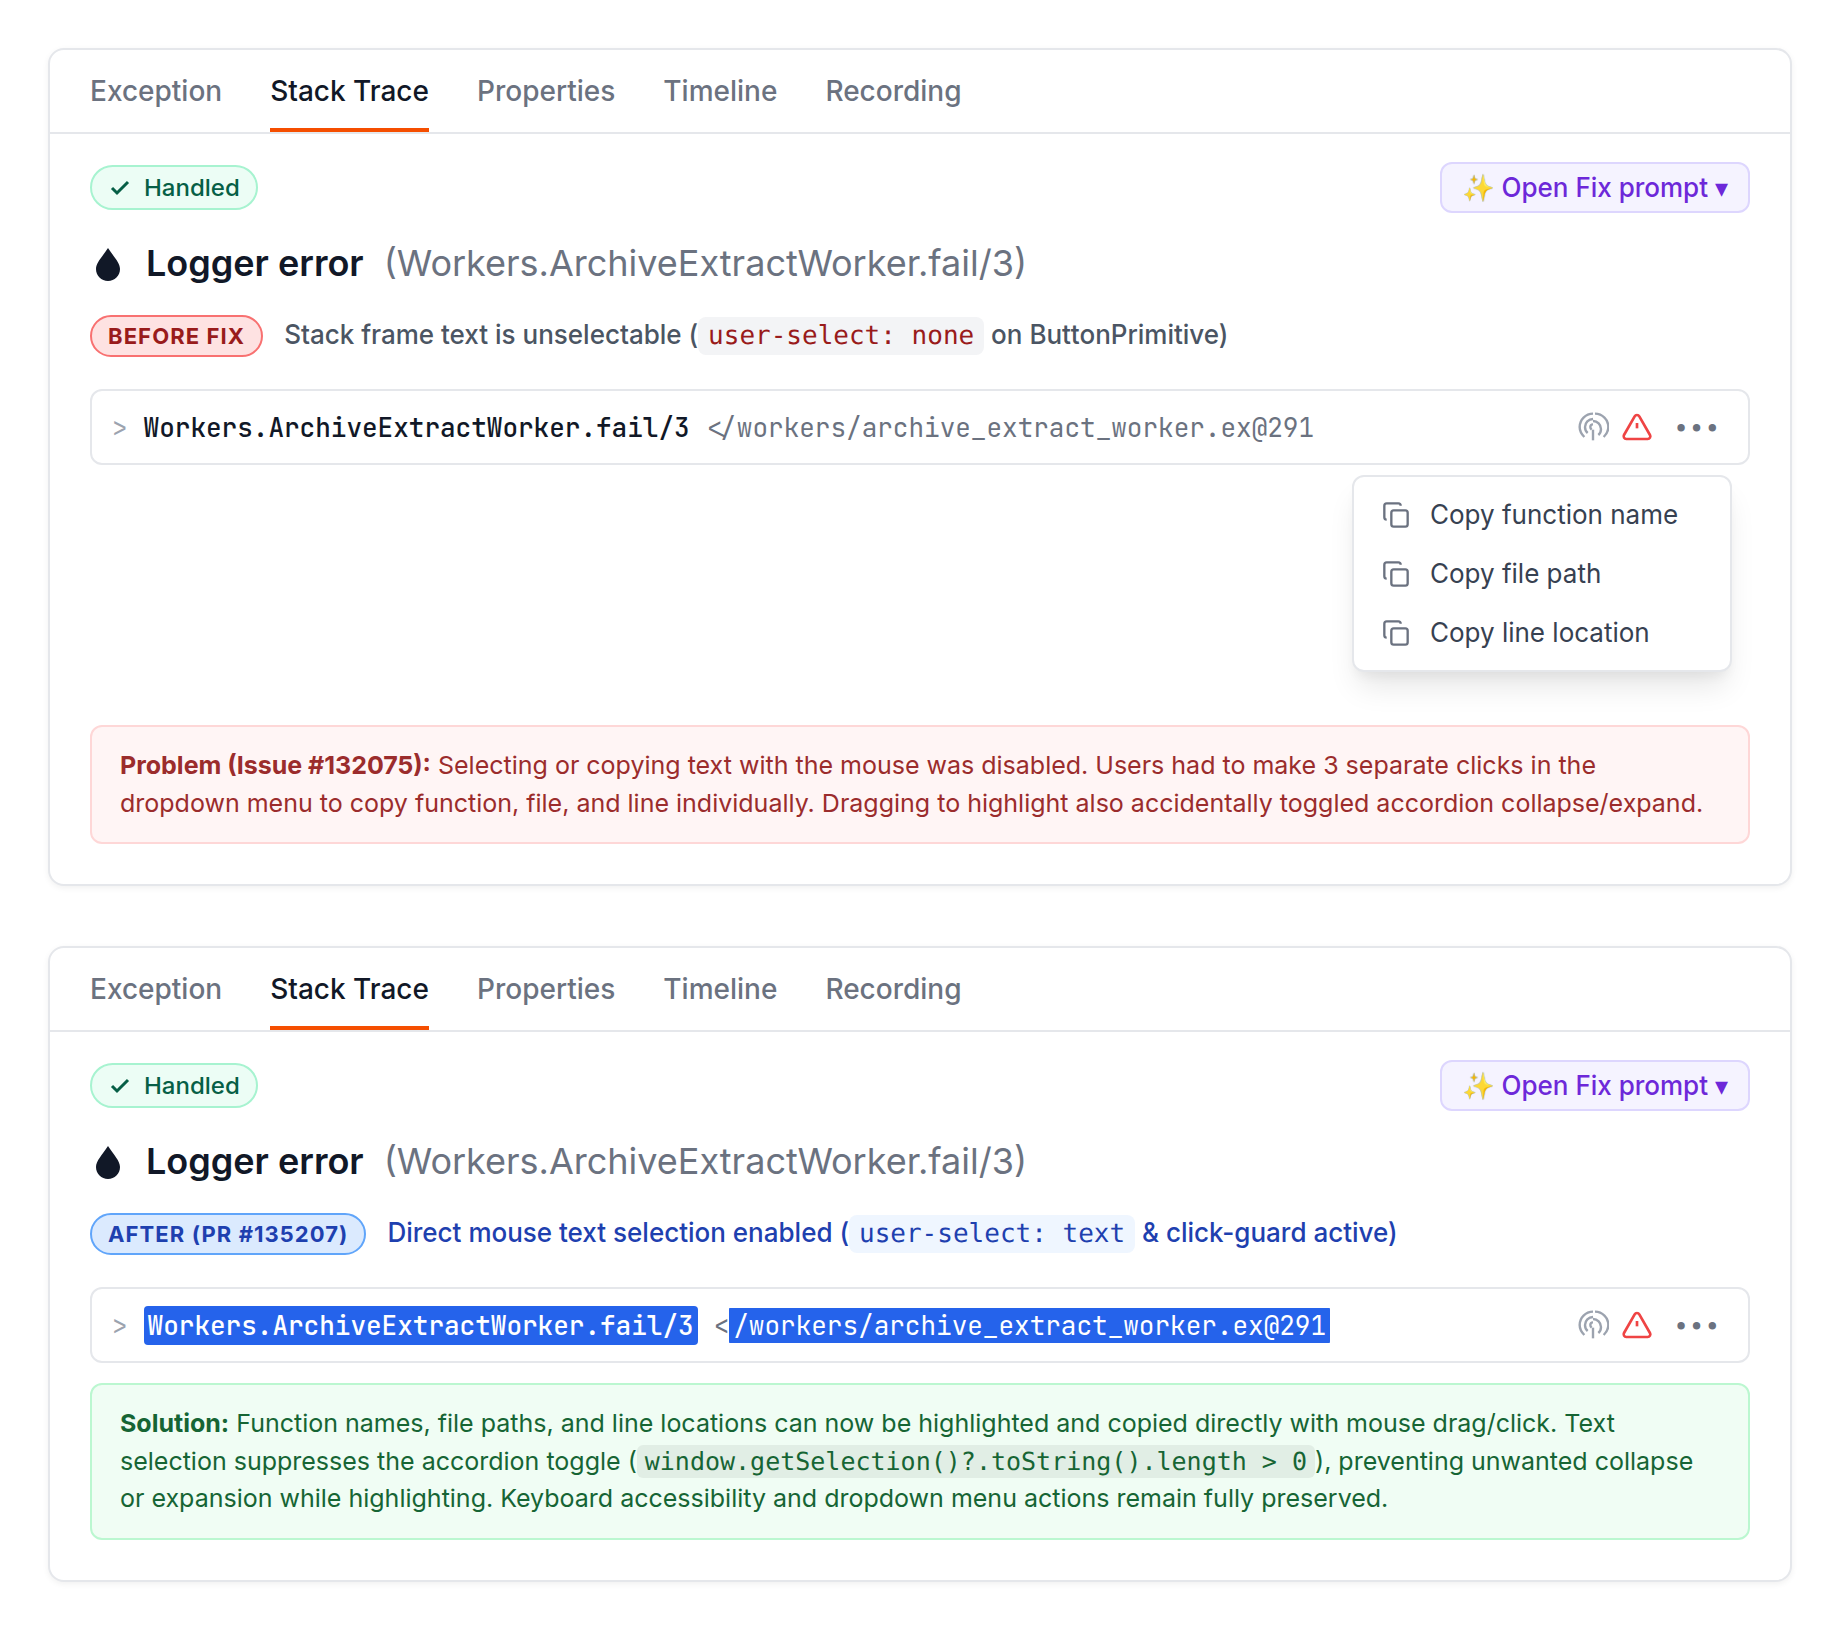 Exception Stack Trace Properties Timeline Recording
✓ Handled
✨ Open Fix prompt ▾
Logger error (Workers.ArchiveExtractWorker.fail/3)
BEFORE FIX Stack frame text is unselectable ( user-select: none on ButtonPrimitive)
> Workers.ArchiveExtractWorker.fail/3 </workers/archive_extract_worker.ex@291 •••
Copy function name
Copy file path
Copy line location
Problem (Issue #132075): Selecting or copying text with the mouse was disabled. Users had to make 3 separate clicks in the
dropdown menu to copy function, file, and line individually. Dragging to highlight also accidentally toggled accordion collapse/expand.
Exception Stack Trace Properties Timeline Recording
✓ Handled
✨ Open Fix prompt ▾
Logger error (Workers.ArchiveExtractWorker.fail/3)
AFTER (PR #135207) Direct mouse text selection enabled ( user-select: text & click-guard active)
> Workers.ArchiveExtractWorker.fail/3 </workers/archive_extract_worker.ex@291 •••
Solution: Function names, file paths, and line locations can now be highlighted and copied directly with mouse drag/click. Text
selection suppresses the accordion toggle ( window.getSelection()?.toString().length > 0 ), preventing unwanted collapse
or expansion while highlighting. Keyboard accessibility and dropdown menu actions remain fully preserved.